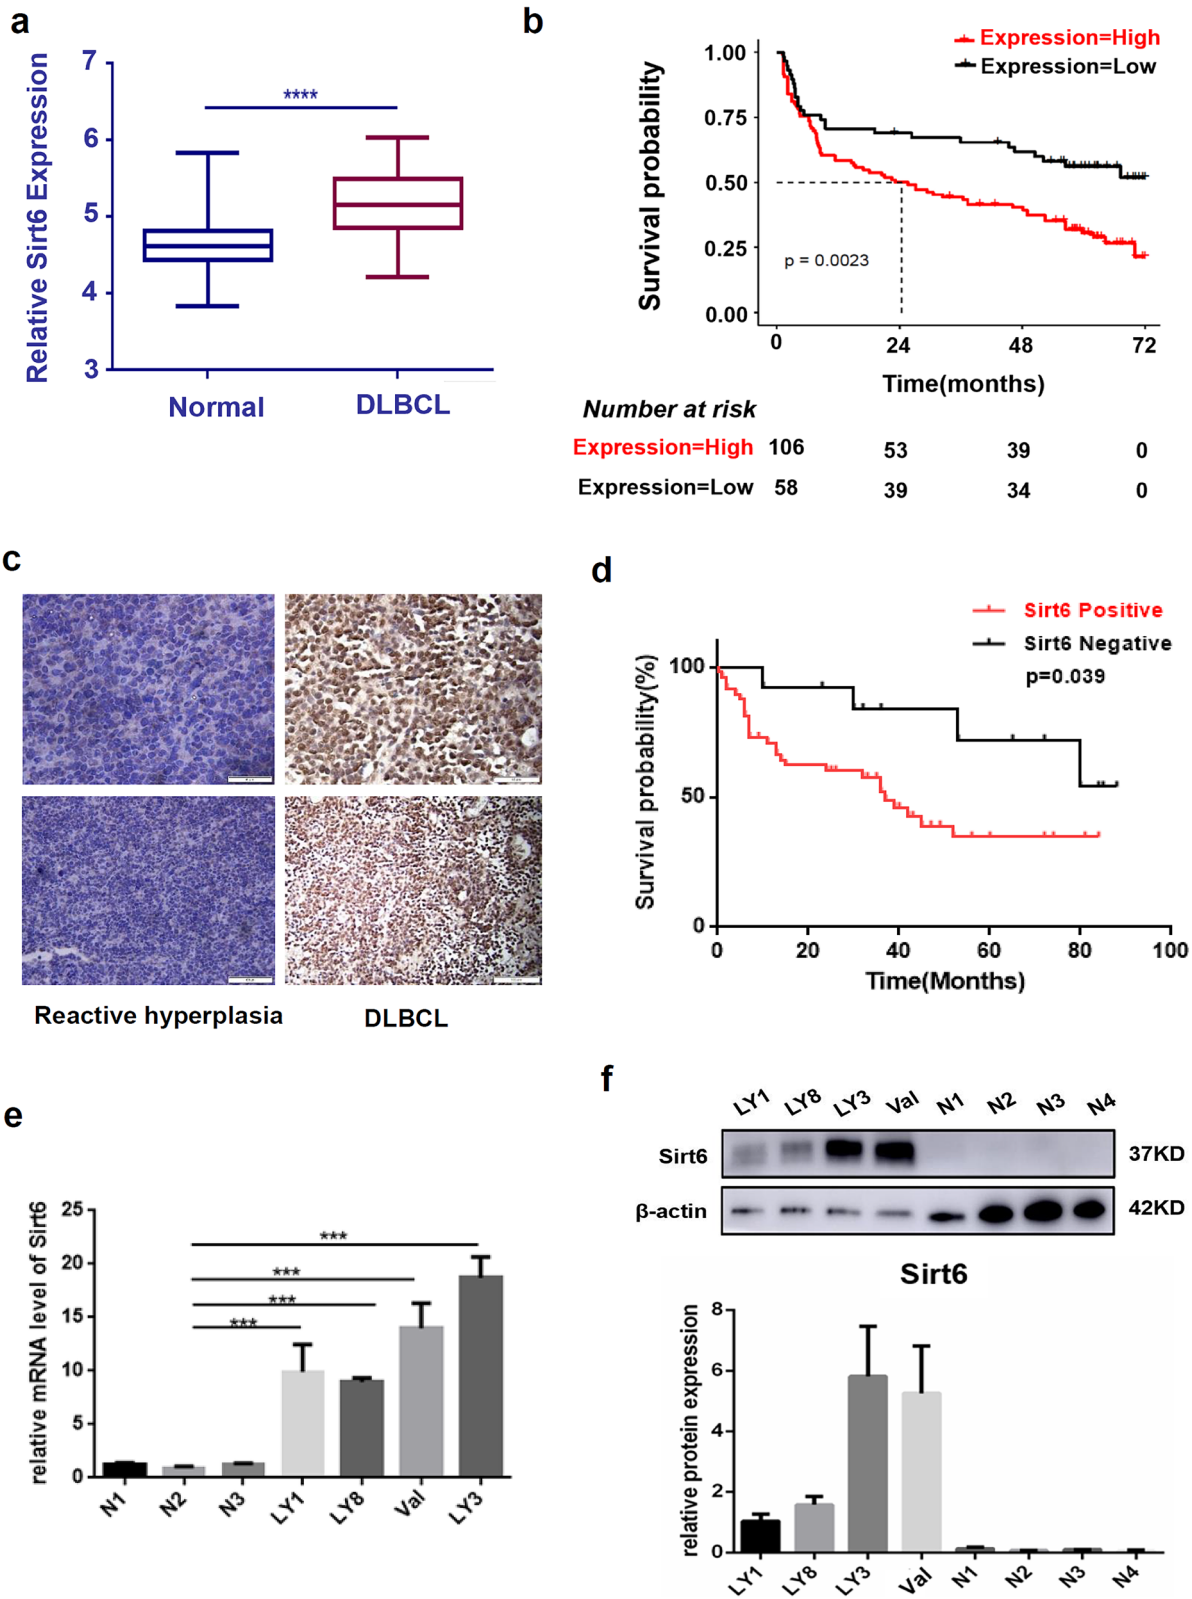 a
Relative Sirt6 Expression
7
6
5
4
3
****
Normal
DLBCL
b
Expression=High
Expression=Low
Survival probability
1.00
0.75
0.50
0.25
0.00
p = 0.0023
0
24
48
72
Time(months)
Number at risk
Expression=High 106 53 39 0
Expression=Low 58 39 34 0
c
Reactive hyperplasia
DLBCL
d
Sirt6 Positive
Sirt6 Negative
p=0.039
Survival probability(%)
100
50
0
0 20 40 60 80 100
Time(Months)
e
relative mRNA level of Sirt6
25
20
15
10
5
0
***
***
***
***
N1 N2 N3 LY1 LY8 Val LY3
f
LY1 LY8 LY3 Val N1 N2 N3 N4
Sirt6 37KD
β-actin 42KD
Sirt6
relative protein expression
8
6
4
2
0
LY1 LY8 LY3 Val N1 N2 N3 N4